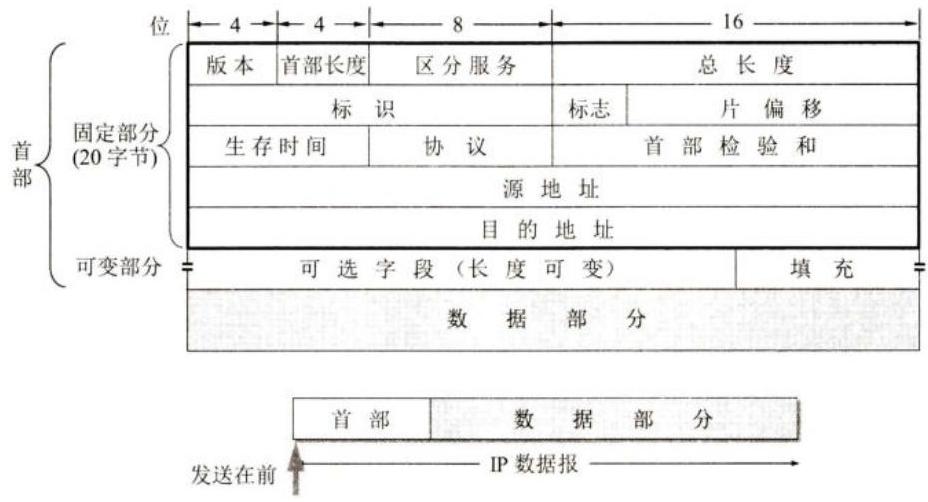 位 4 4 8 16
版本 首部长度 区分服务 总长度
标识 标志 片偏移
首部 固定部分 (20 字节) 生存时间 协议 首部检验和
源地址
目的地址
可变部分 可选字段（长度可变） 填充
数据部分
首部 数据部分
发送在前 IP 数据报